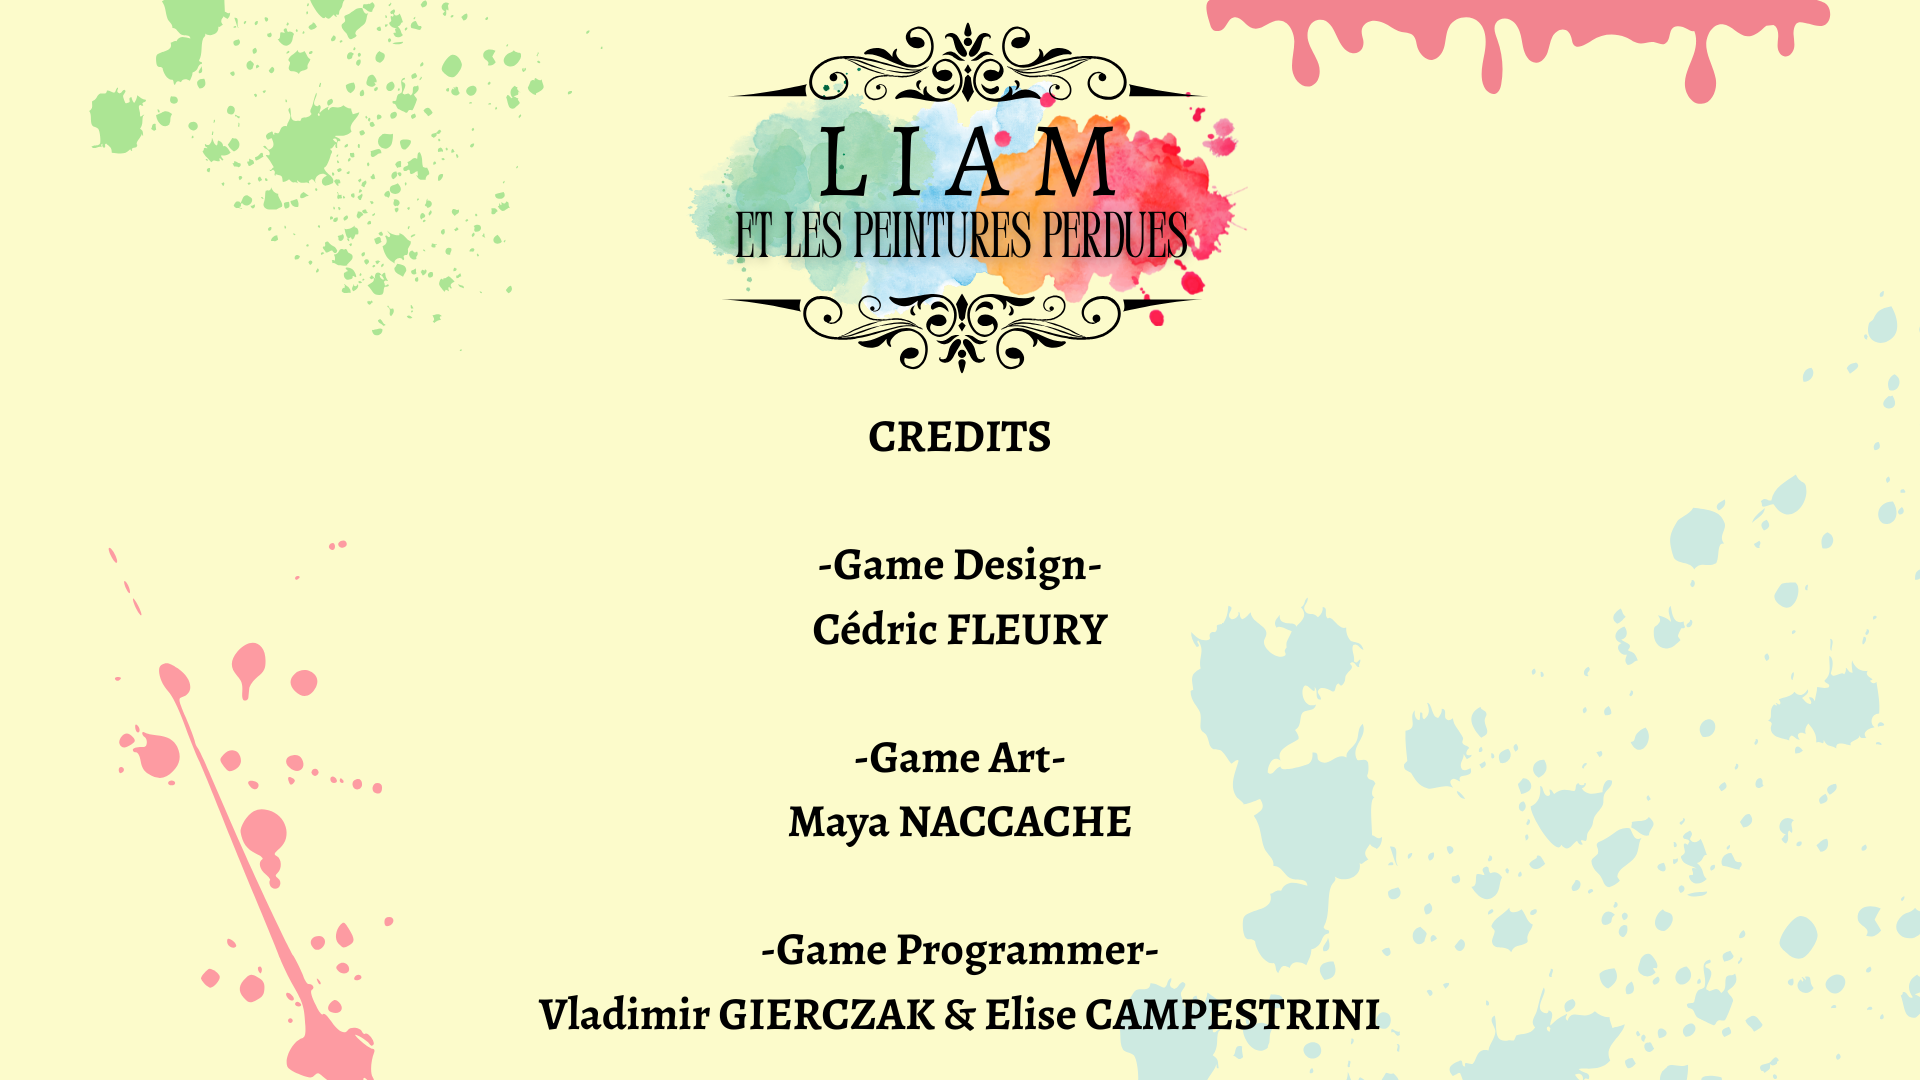 LIAM
ET LES PEINTURES PERDUES
CREDITS
-Game Design-
Cédric FLEURY
-Game Art-
Maya NACCACHE
-Game Programmer-
Vladimir GIERCZAK & Elise CAMPESTRINI